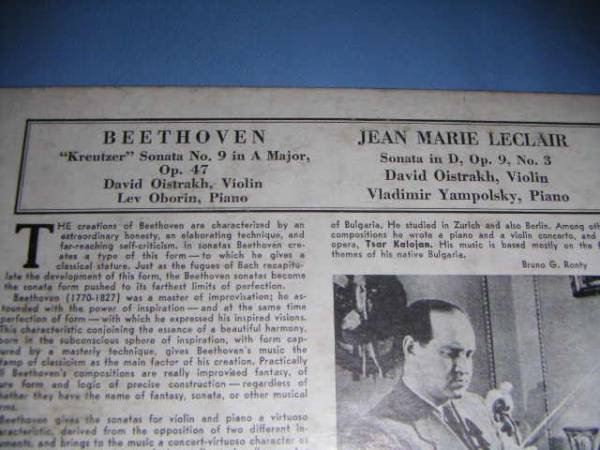 BEETHOVEN
"Kreutzer" Sonata No. 9 in A Major,
Op. 47
David Oistrakh, Violin
Lev Oborin, Piano
JEAN MARIE LECLAIR
Sonata in D, Op. 9, No. 3
David Oistrakh, Violin
Vladimir Yampolsky, Piano
THE creations of Beethoven are characterized by an
extraordinary honesty, an elaborating technique, and
far-reaching self-criticism. In sonatas Beethoven cre-
ates a type of this form — to which he gives a
classical stature. Just as the fugues of Bach recapitu-
late the development of this form, the Beethoven sonatas become
the sonata form pushed to its farthest limits of perfection.
Beethoven (1770-1827) was a master of improvisation; he as-
tounded with the power of inspiration — and at the same time
perfection of form — with which he expressed his inspired visions.
This characteristic conjoining the essance of a beautiful harmony,
born in the subconscious sphere of inspiration, with form cap-
tured by a masterly technique, gives Beethoven's music the
stamp of classicism as the main factor of his creation. Practically
all Beethoven's compositions are really improvised fantasy, of
pure form and logic of precise construction — regardless of
whether they have the name of fantasy, sonata, or other musical
forms.
Beethoven gives the sonatas for violin and piano a virtuoso
characteristic, derived from the opposition of two different in-
struments, and brings to the music a concert-virtuoso character
of Bulgaria. He studied in Zurich and also Berlin. Among oth
compositions he wrote a piano and a violin concerto, and
opera, Tsar Kalojan. His music is based mostly on the f
themes of his native Bulgaria.
Bruno G. Ronty